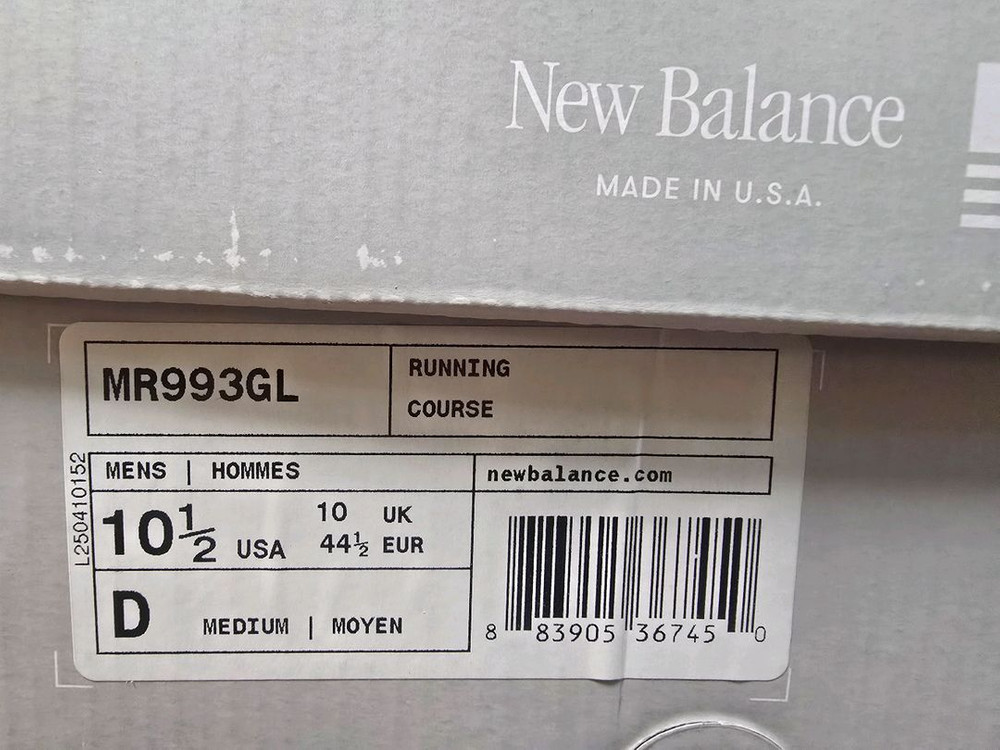 New Balance
MADE IN U.S.A.
MR993GL
RUNNING
COURSE
L250410152
MENS | HOMMES
newbalance.com
10½ USA
10 UK
44½ EUR
D MEDIUM | MOYEN
8 83905 36745 0